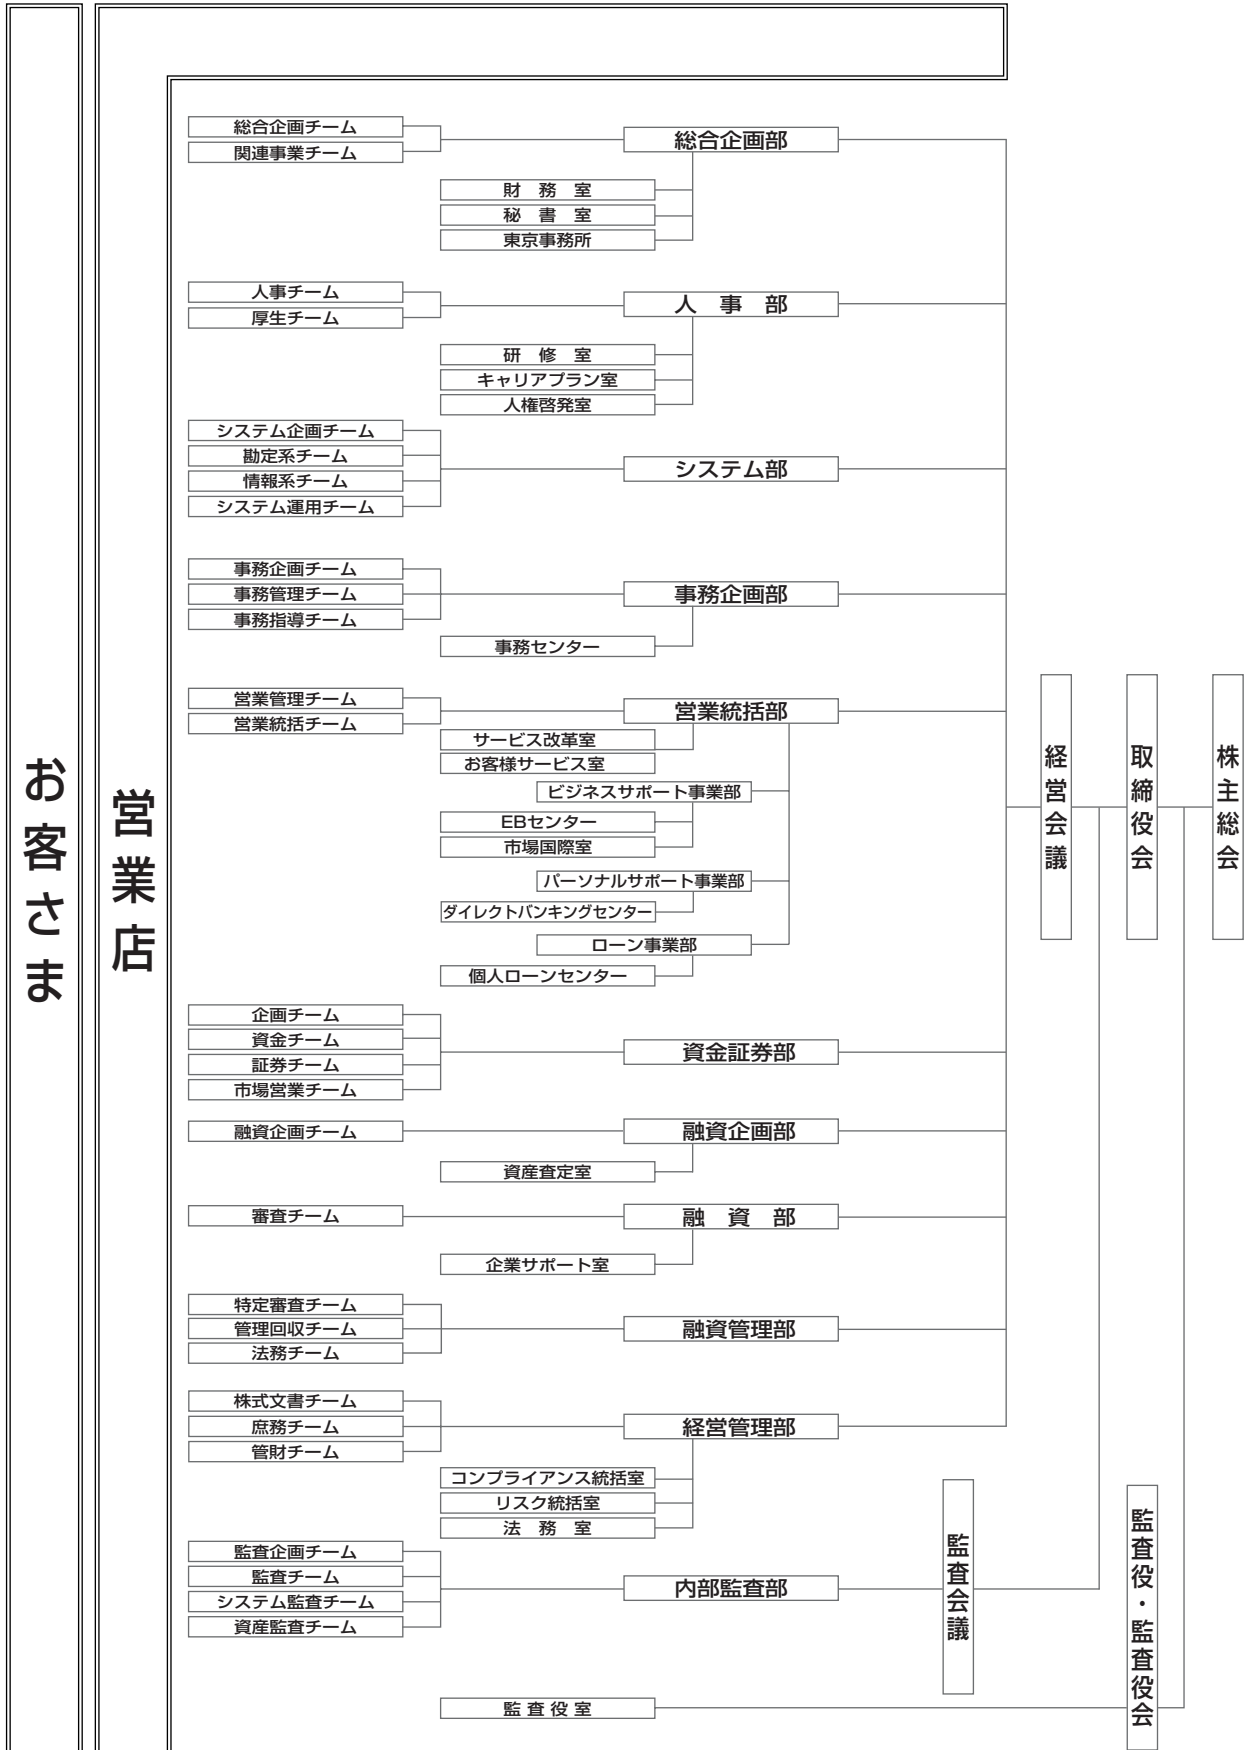 お客さま
営業店
総合企画チーム
関連事業チーム
総合企画部
財　務　室
秘　書　室
東京事務所
人事チーム
厚生チーム
人　事　部
研　修　室
キャリアプラン室
人権啓発室
システム企画チーム
勘定系チーム
情報系チーム
システム運用チーム
システム部
事務企画チーム
事務管理チーム
事務指導チーム
事務企画部
事務センター
営業管理チーム
営業統括チーム
営業統括部
サービス改革室
お客様サービス室
ビジネスサポート事業部
EBセンター
市場国際室
パーソナルサポート事業部
ダイレクトバンキングセンター
ローン事業部
個人ローンセンター
企画チーム
資金チーム
証券チーム
市場営業チーム
資金証券部
融資企画チーム
融資企画部
資産査定室
審査チーム
融　資　部
企業サポート室
特定審査チーム
管理回収チーム
法務チーム
融資管理部
株式文書チーム
庶務チーム
管財チーム
経営管理部
コンプライアンス統括室
リスク統括室
法　務　室
監査企画チーム
監査チーム
システム監査チーム
資産監査チーム
内部監査部
監査役室
監査会議
経営会議
取締役会
監査役・監査役会
株主総会